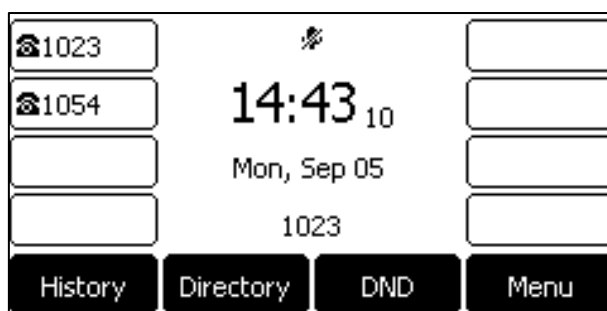 ☎1023
☎1054
14:43 10
Mon, Sep 05
1023
History Directory DND Menu